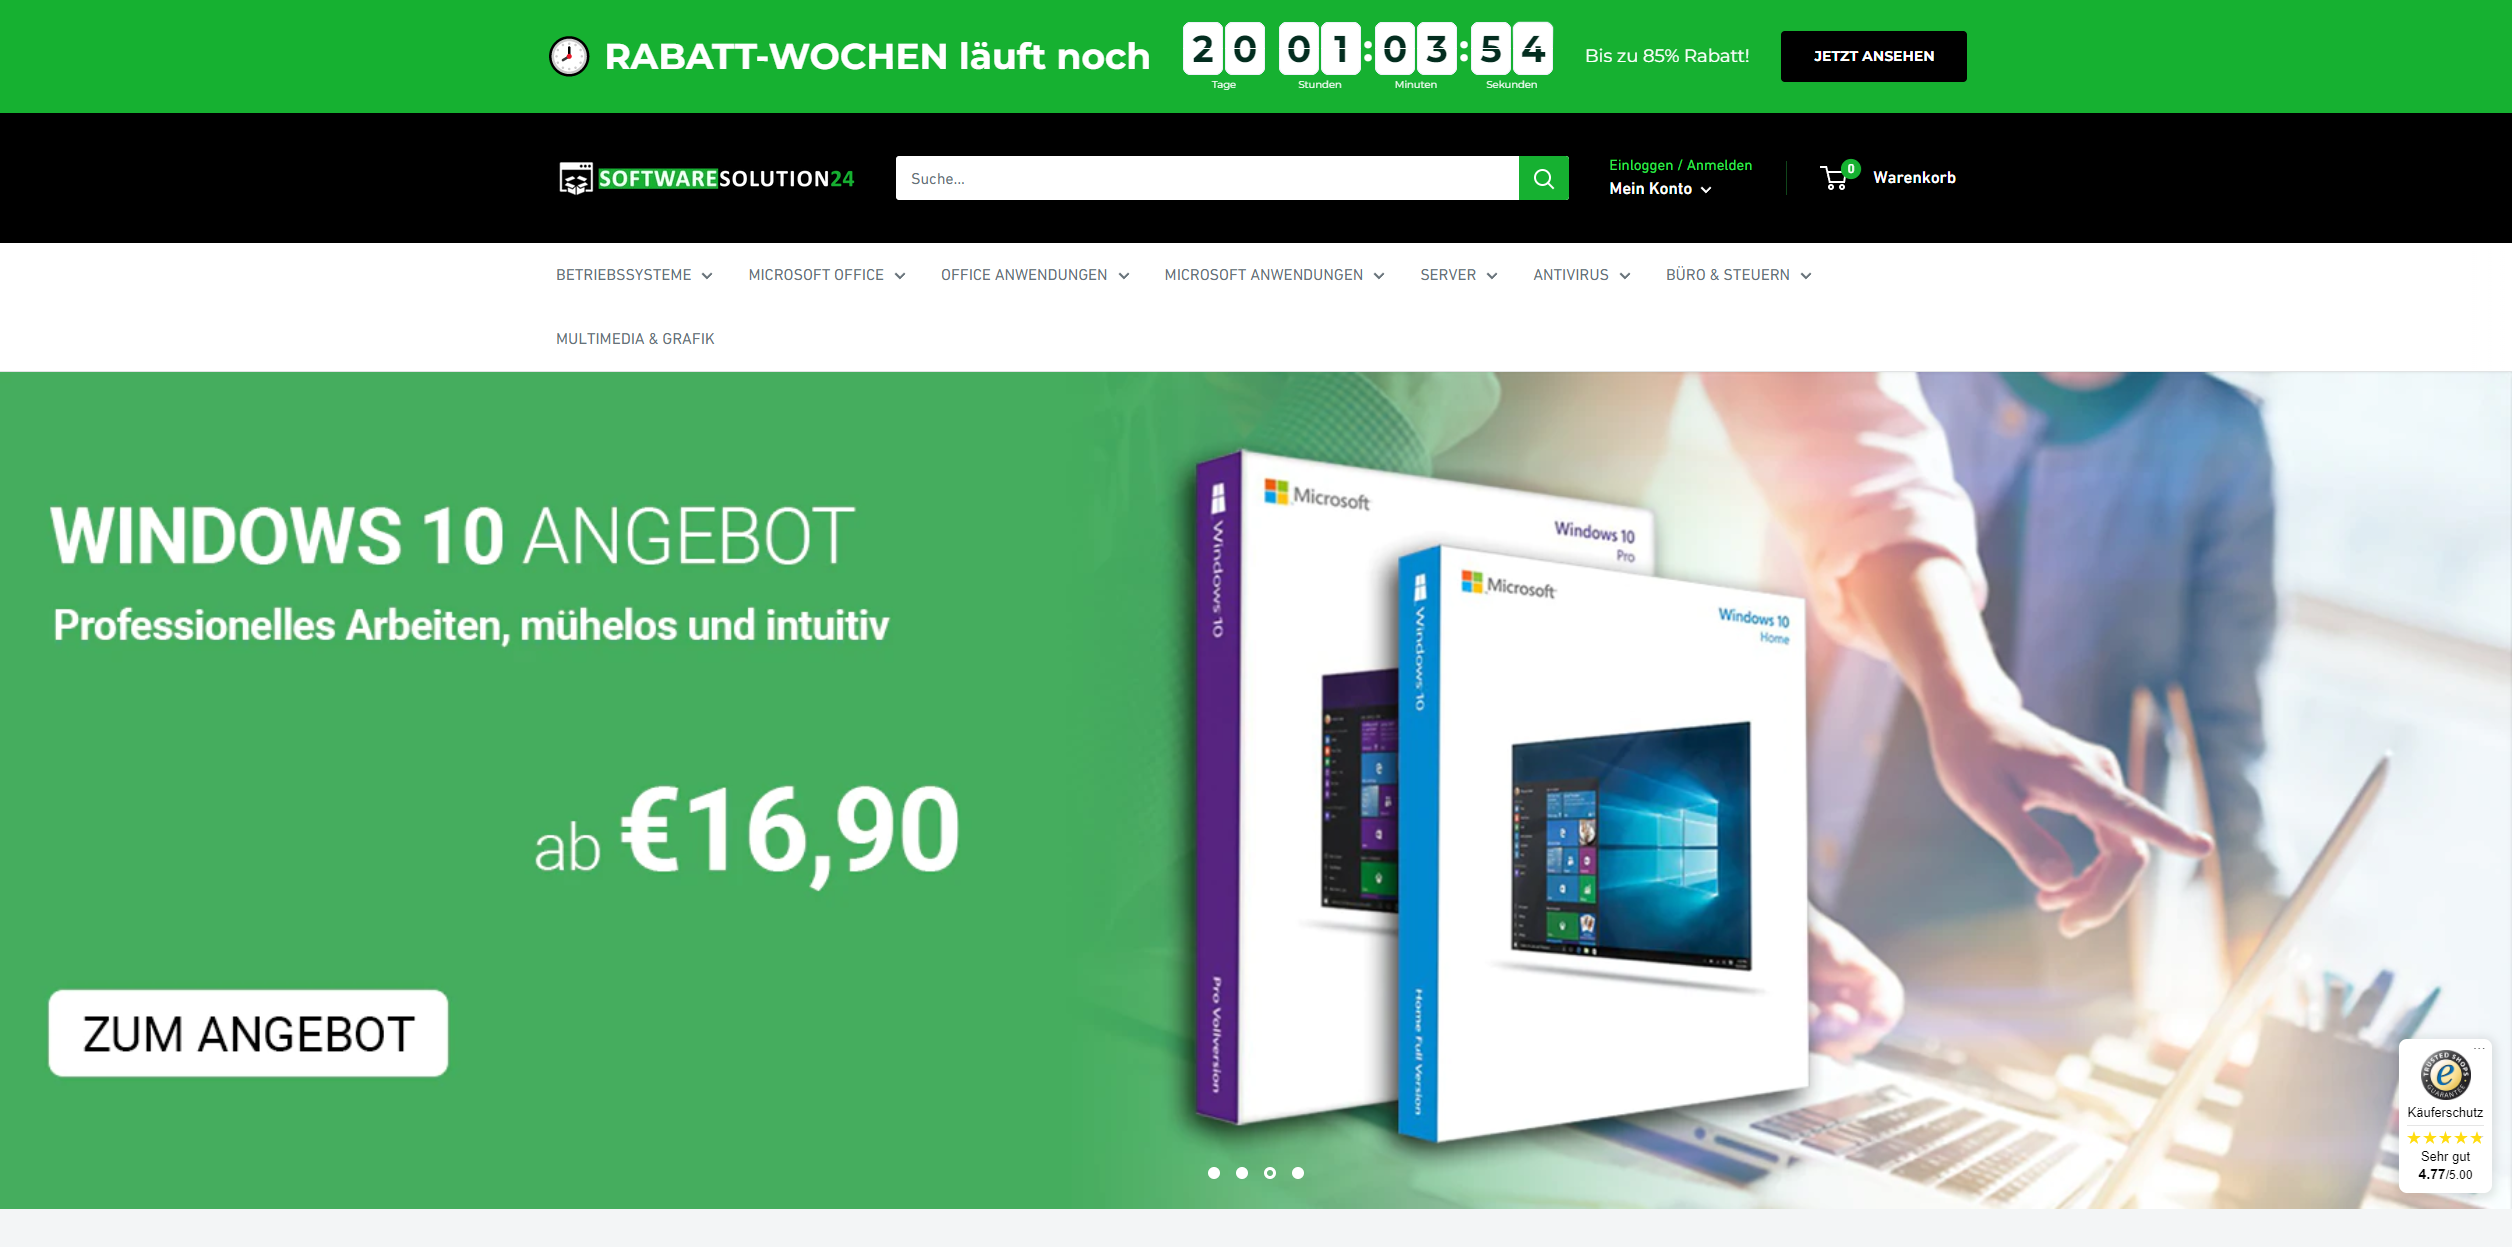 RABATT-WOCHEN läuft noch
20 01:03:54
Tage Stunden Minuten Sekunden
Bis zu 85% Rabatt!
JETZT ANSEHEN
SOFTWARESOLUTION24
Suche...
Einloggen / Anmelden
Mein Konto
0
Warenkorb
BETRIEBSSYSTEME
MICROSOFT OFFICE
OFFICE ANWENDUNGEN
MICROSOFT ANWENDUNGEN
SERVER
ANTIVIRUS
BÜRO & STEUERN
MULTIMEDIA & GRAFIK
WINDOWS 10 ANGEBOT
Professionelles Arbeiten, mühelos und intuitiv
ab €16,90
ZUM ANGEBOT
Microsoft
Windows 10
Pro
Windows 10
Pro Vollversion
Microsoft
Windows 10
Home
Windows 10
Home Full Version
TRUSTED SHOPS
e
GUARANTEE
Käuferschutz
Sehr gut
4.77/5.00